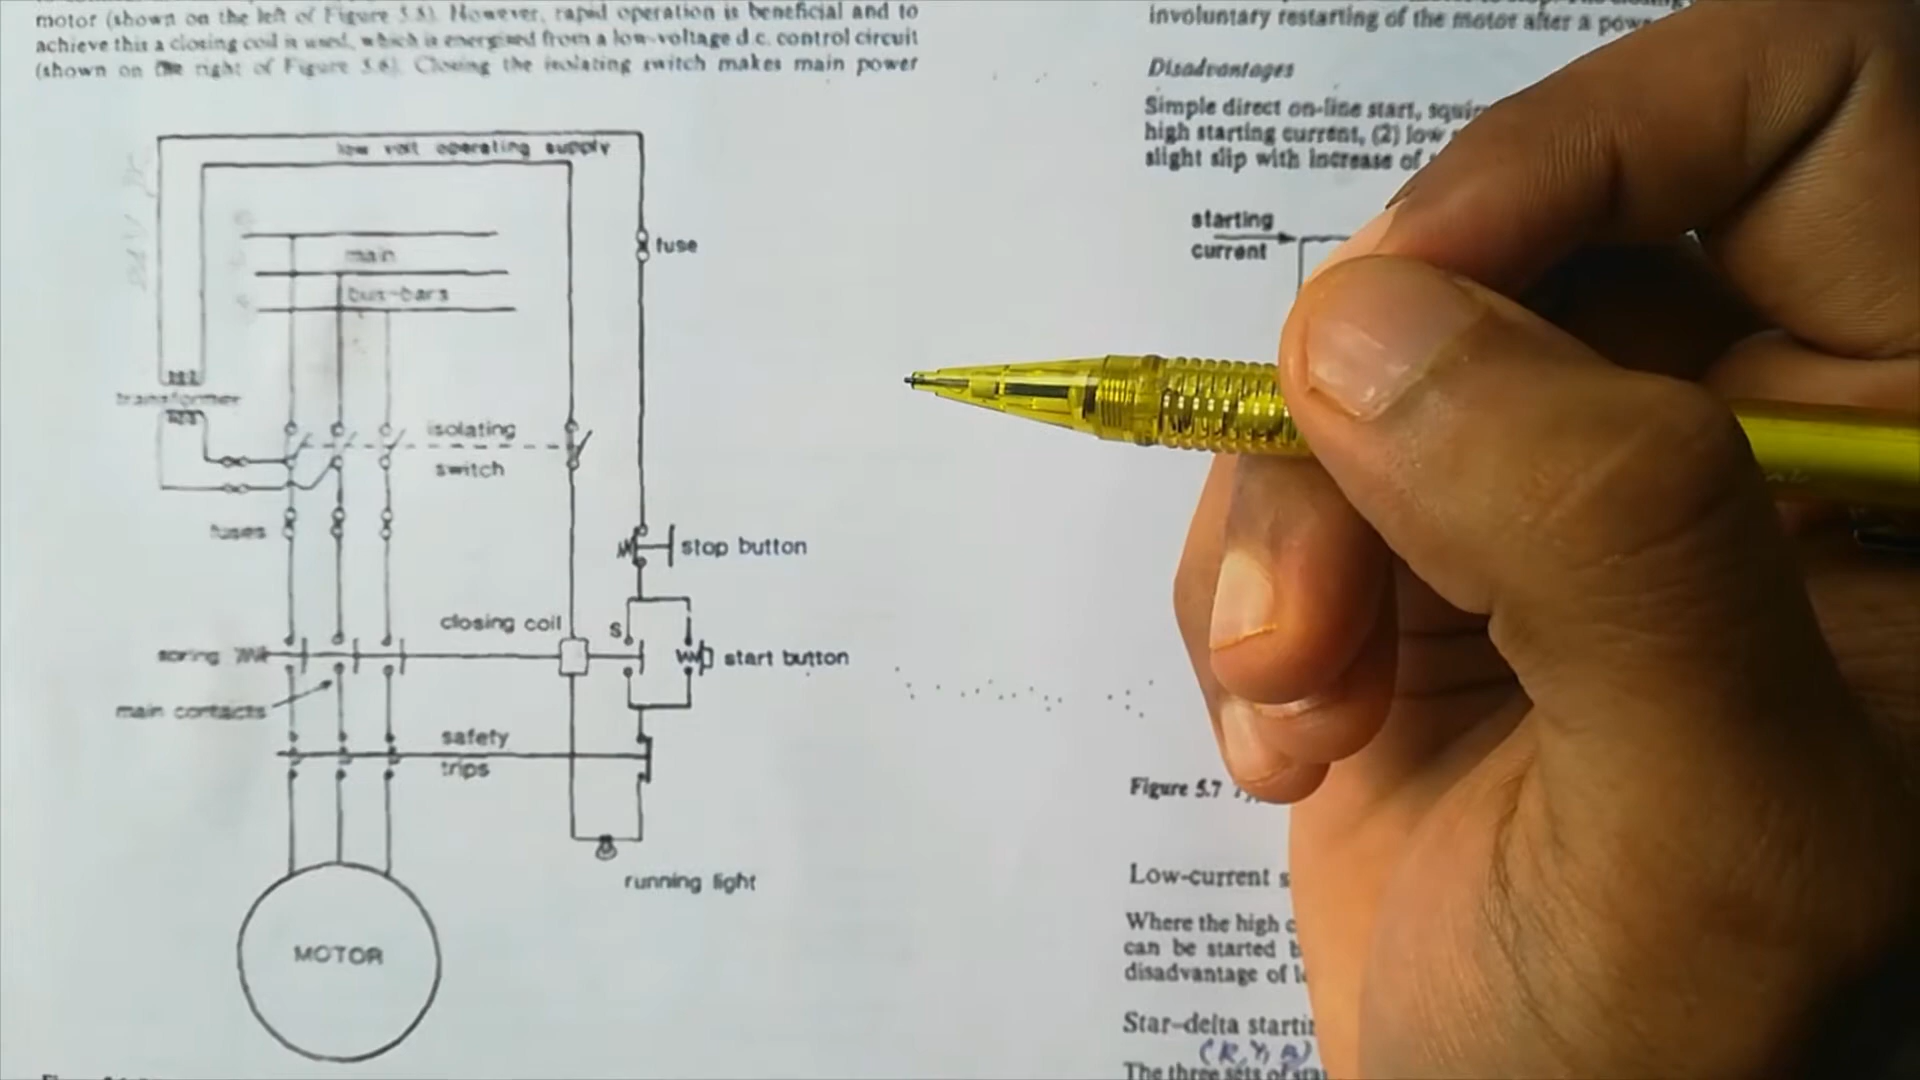 motor (shown on the left of Figure 5.5). However, rapid operation is beneficial and to
achieve this a closing coil is used, which is energised from a low-voltage d.c. control circuit
(shown on the right of Figure 5.6). Closing the isolating switch makes main power
low volt operating supply
fuse
main
bus-bars
transformer
isolating
switch
fuses
stop button
closing coil
S
start button
spring
main contacts
safety
trips
running light
MOTOR
involuntary restarting of the motor after a
Disadvantages
Simple direct on-line start,
high starting current, (2) low
slight slip with increase of
starting
current
Figure 5.7
Low-current
Where the high
can be started
disadvantage of
Star-delta
(R, Y, B)
The three sets of